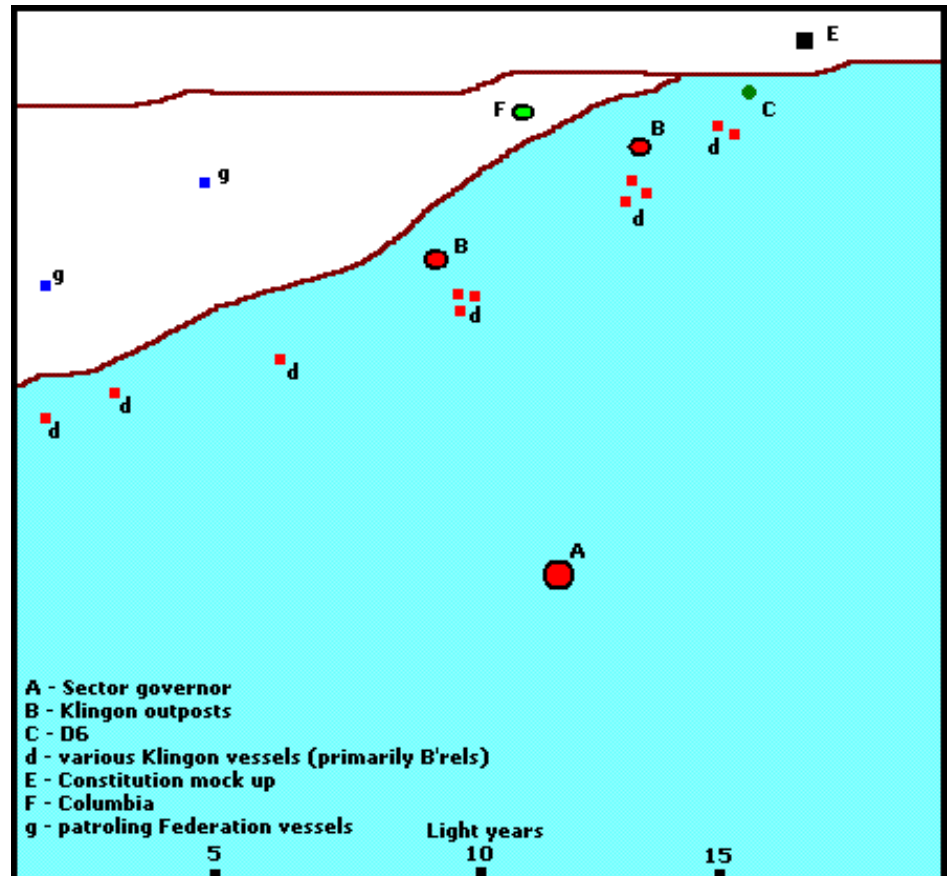 E
C
F
B
d
g
d
B
g
d
d
d
d
A
A - Sector governor
B - Klingon outposts
C - D6
d - various Klingon vessels (primarily B'rels)
E - Constitution mock up
F - Columbia
g - patroling Federation vessels
Light years
5 10 15